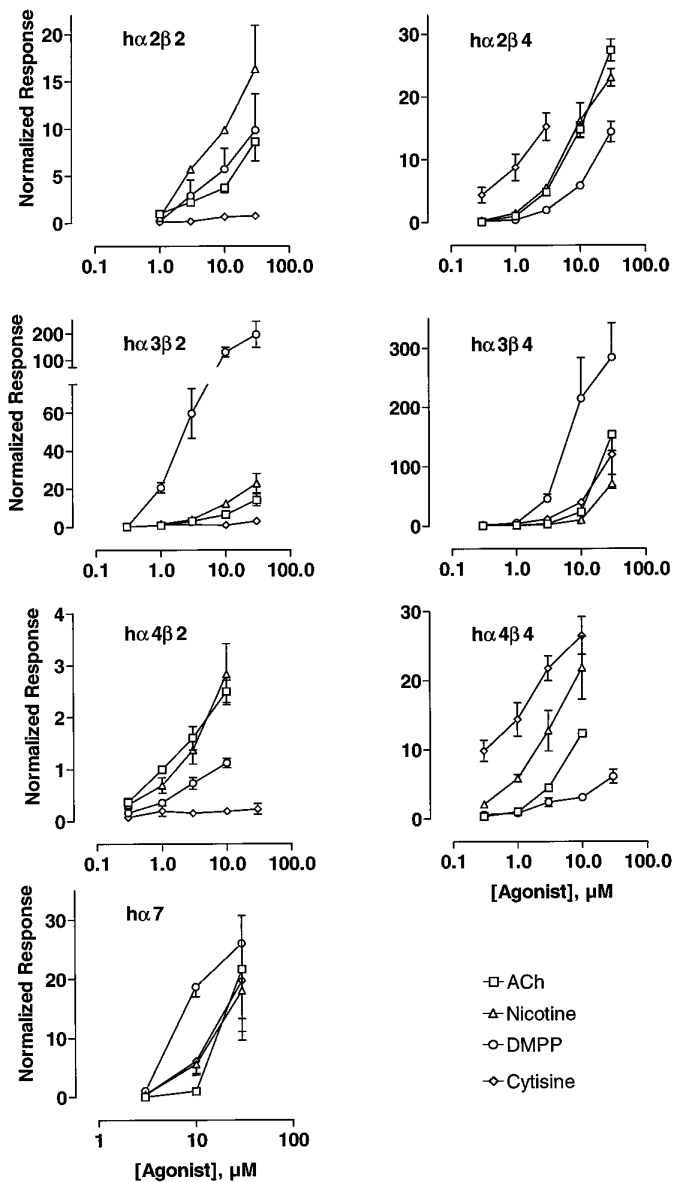 hα2β2
Normalized Response
20
15
10
5
0
0.1 1.0 10.0 100.0
hα2β4
30
20
10
0
0.1 1.0 10.0 100.0
hα3β2
Normalized Response
200
100
60
40
20
0
0.1 1.0 10.0 100.0
hα3β4
300
200
100
0
0.1 1.0 10.0 100.0
hα4β2
Normalized Response
4
3
2
1
0
0.1 1.0 10.0 100.0
hα4β4
30
20
10
0
0.1 1.0 10.0 100.0
[Agonist], μM
hα7
Normalized Response
30
20
10
0
1 10 100
[Agonist], μM
ACh
Nicotine
DMPP
Cytisine